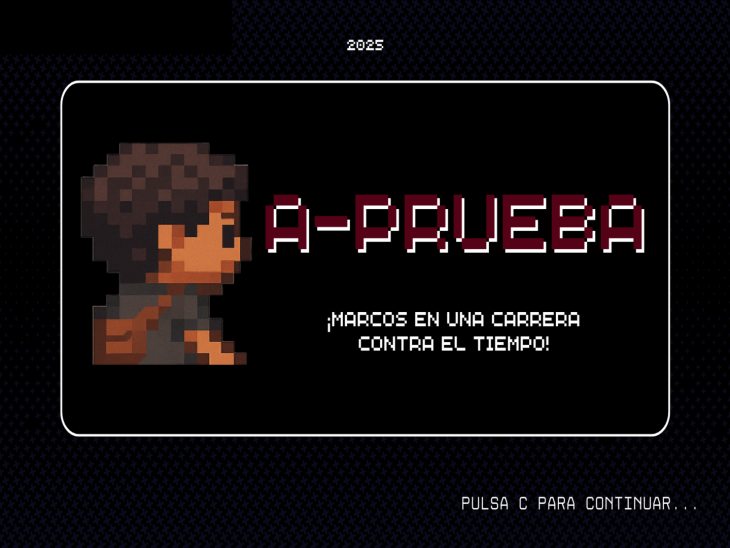 2025
A-PRUEBA
¡MARCOS EN UNA CARRERA
CONTRA EL TIEMPO!
PULSA C PARA CONTINUAR...